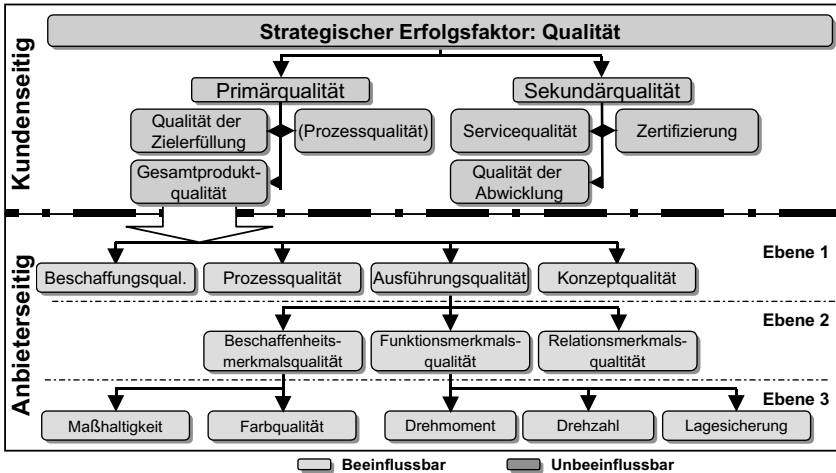 Strategischer Erfolgsfaktor: Qualität
Kundenseitig
Primärqualität
Sekundärqualität
Qualität der
Zielerfüllung
(Prozessqualität)
Servicequalität
Zertifizierung
Gesamtprodukt-
qualität
Qualität der
Abwicklung
Anbieterseitig
Ebene 1
Beschaffungsqual.
Prozessqualität
Ausführungsqualität
Konzeptqualität
Ebene 2
Beschaffenheits-
merkmalsqualität
Funktionsmerkmals-
qualität
Relationsmerkmals-
qualtität
Ebene 3
Maßhaltigkeit
Farbqualität
Drehmoment
Drehzahl
Lagesicherung
Beeinflussbar
Unbeeinflussbar